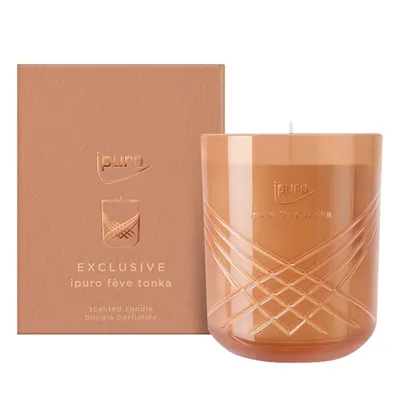 ipuro
EXCLUSIVE
ipuro fève tonka
scented candle
bougie parfumée
ipuro
ipuro fève tonka